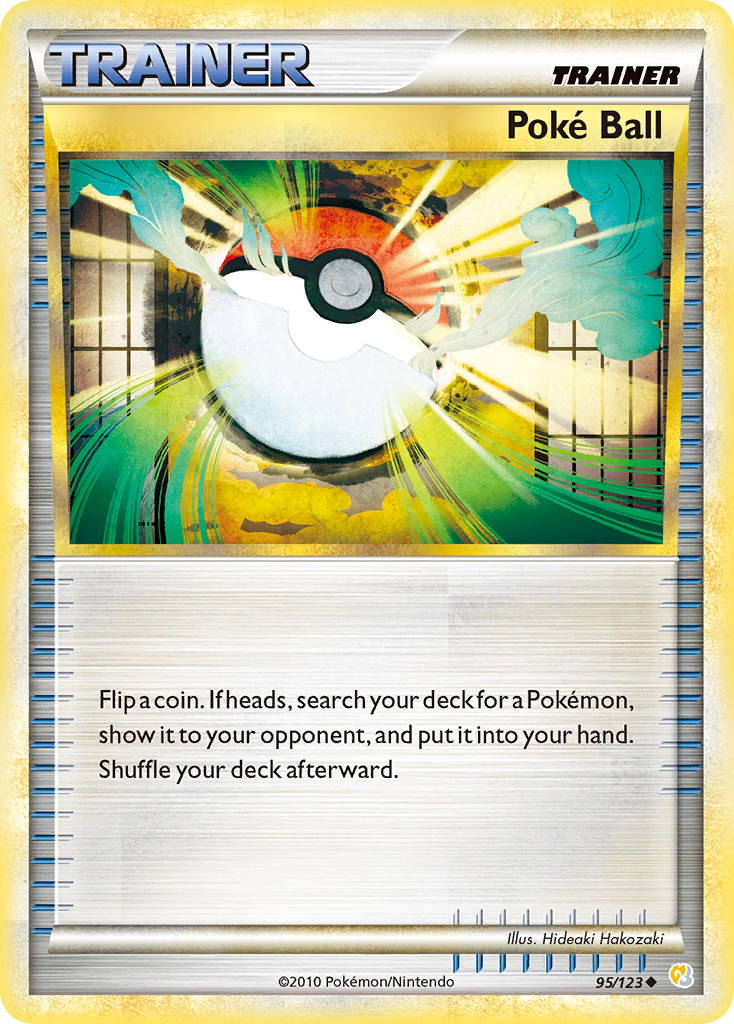 TRAINER
TRAINER
Poké Ball
Flip a coin. If heads, search your deck for a Pokémon,
show it to your opponent, and put it into your hand.
Shuffle your deck afterward.
Illus. Hideaki Hakozaki
©2010 Pokémon/Nintendo
95/123